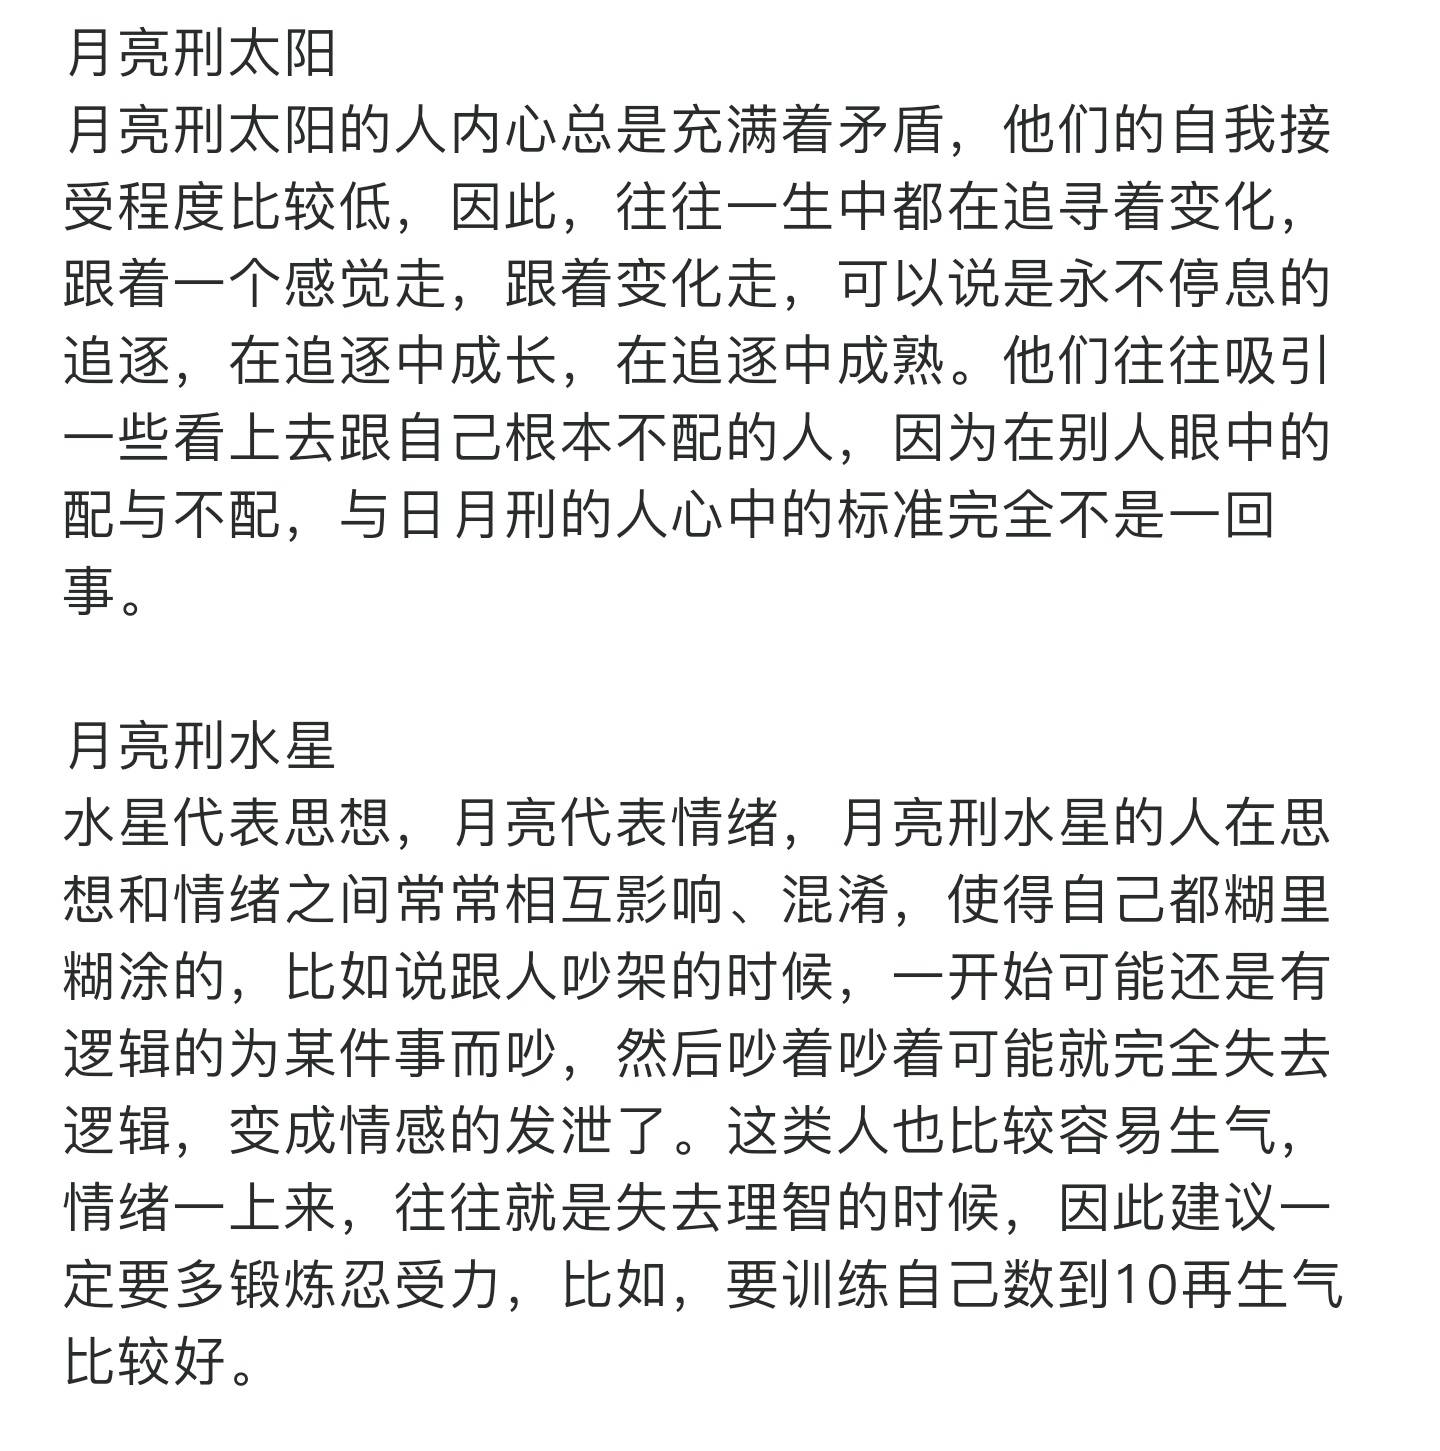 月亮刑太阳
月亮刑太阳的人内心总是充满着矛盾，他们的自我接
受程度比较低，因此，往往一生中都在追寻着变化，
跟着一个感觉走，跟着变化走，可以说是永不停息的
追逐，在追逐中成长，在追逐中成熟。他们往往吸引
一些看上去跟自己根本不配的人，因为在别人眼中的
配与不配，与日月刑的人心中的标准完全不是一回
事。
月亮刑水星
水星代表思想，月亮代表情绪，月亮刑水星的人在思
想和情绪之间常常相互影响、混淆，使得自己都糊里
糊涂的，比如说跟人吵架的时候，一开始可能还是有
逻辑的为某件事而吵，然后吵着吵着可能就完全失去
逻辑，变成情感的发泄了。这类人也比较容易生气，
情绪一上来，往往就是失去理智的时候，因此建议一
定要多锻炼忍受力，比如，要训练自己数到10再生气
比较好。